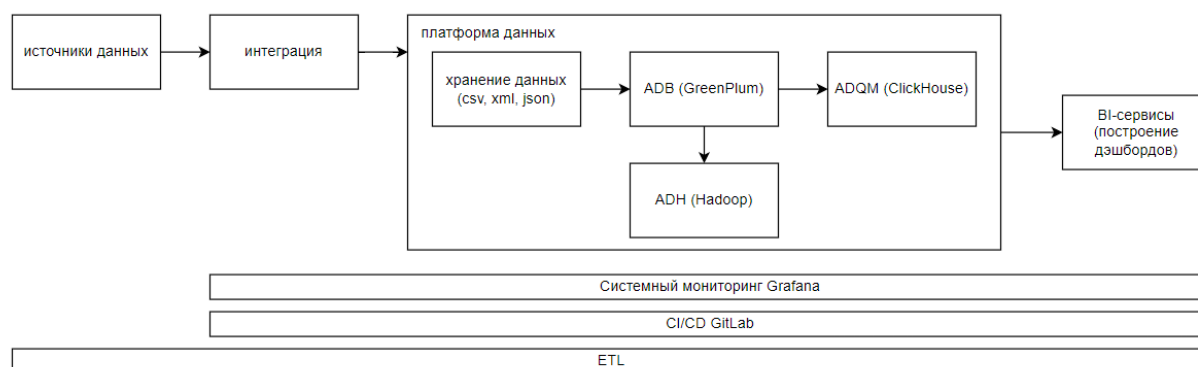 источники данных
интеграция
платформа данных
хранение данных
(csv, xml, json)
ADB (GreenPlum)
ADQM (ClickHouse)
ADH (Hadoop)
BI-сервисы
(построение
дэшбордов)
Системный мониторинг Grafana
CI/CD GitLab
ETL